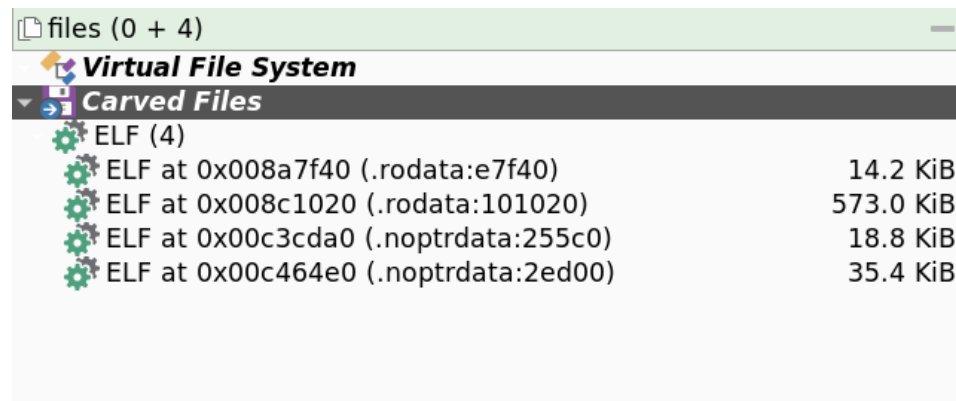 files (0 + 4)
Virtual File System
Carved Files
ELF (4)
ELF at 0x008a7f40 (.rodata:e7f40) 14.2 KiB
ELF at 0x008c1020 (.rodata:101020) 573.0 KiB
ELF at 0x00c3cda0 (.noptrdata:255c0) 18.8 KiB
ELF at 0x00c464e0 (.noptrdata:2ed00) 35.4 KiB